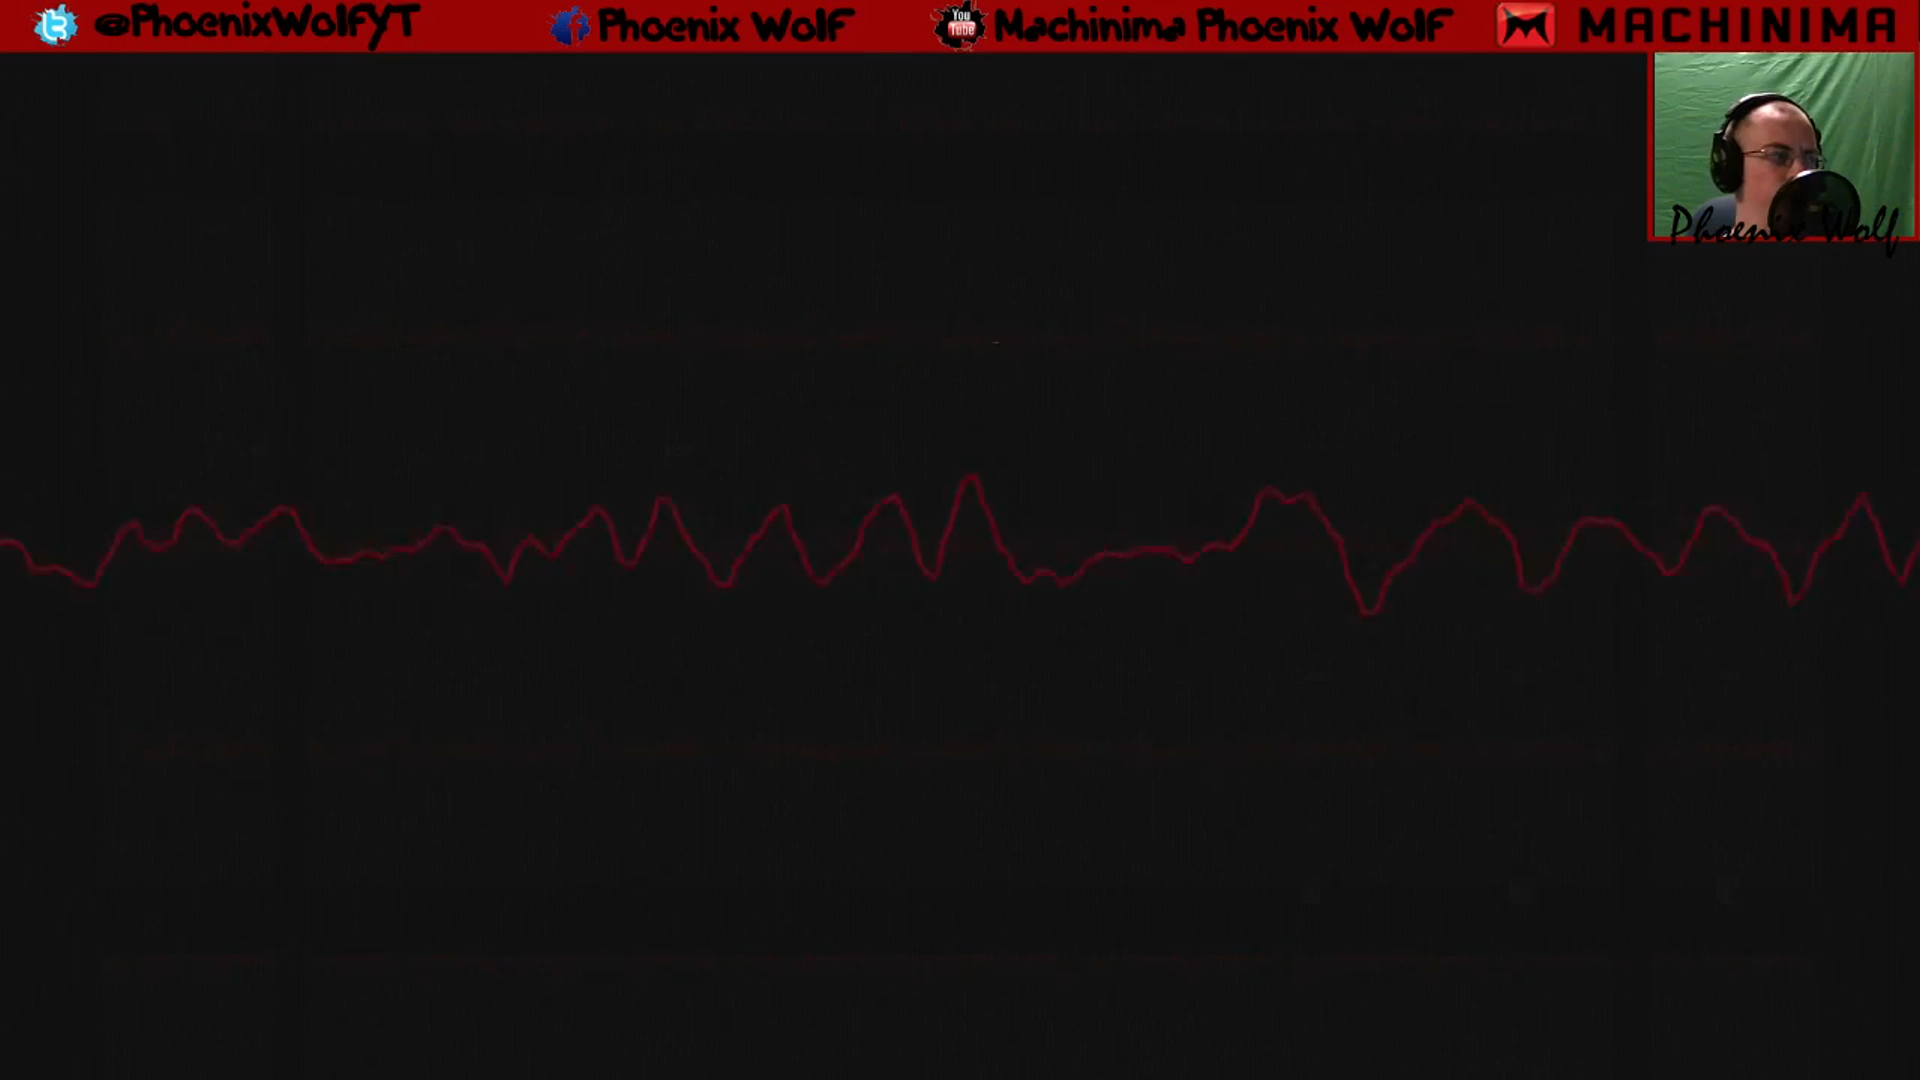 @PhoenixWolfYT
Phoenix Wolf
You
Tube
Machinima Phoenix Wolf
MACHINIMA
Phoenix Wolf